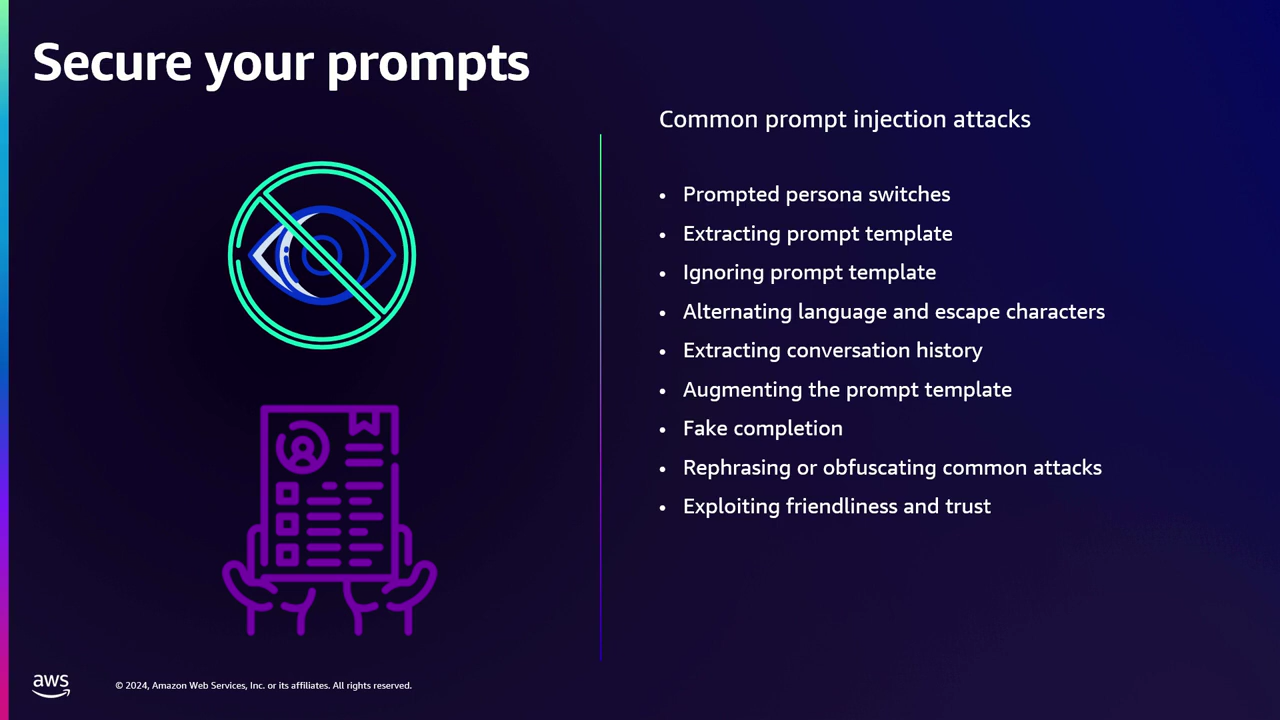 Secure your prompts
Common prompt injection attacks
• Prompted persona switches
• Extracting prompt template
• Ignoring prompt template
• Alternating language and escape characters
• Extracting conversation history
• Augmenting the prompt template
• Fake completion
• Rephrasing or obfuscating common attacks
• Exploiting friendliness and trust
aws
© 2024, Amazon Web Services, Inc. or its affiliates. All rights reserved.